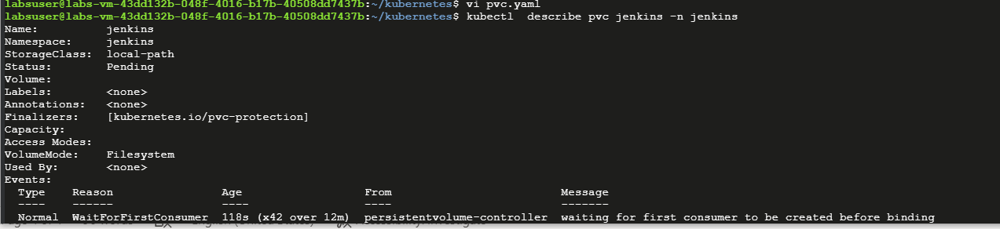 labsuser@labs-vm-43dd132b-048f-4016-b17b-40508dd7437b:~/kubernetes$ vi pvc.yaml
labsuser@labs-vm-43dd132b-048f-4016-b17b-40508dd7437b:~/kubernetes$ kubectl  describe pvc jenkins -n jenkins
Name:          jenkins
Namespace:     jenkins
StorageClass:  local-path
Status:        Pending
Volume:
Labels:        <none>
Annotations:   <none>
Finalizers:    [kubernetes.io/pvc-protection]
Capacity:
Access Modes:
VolumeMode:    Filesystem
Used By:       <none>
Events:
  Type    Reason                Age                  From                         Message
  ----    ------                ----                 ----                         -------
  Normal  WaitForFirstConsumer  118s (x42 over 12m)  persistentvolume-controller  waiting for first consumer to be created before binding